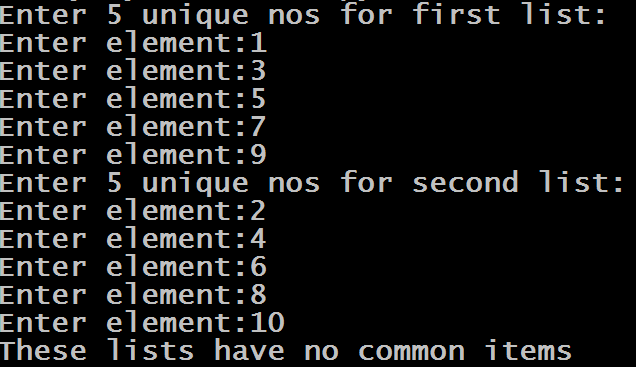 Enter 5 unique nos for first list:
Enter element:1
Enter element:3
Enter element:5
Enter element:7
Enter element:9
Enter 5 unique nos for second list:
Enter element:2
Enter element:4
Enter element:6
Enter element:8
Enter element:10
These lists have no common items